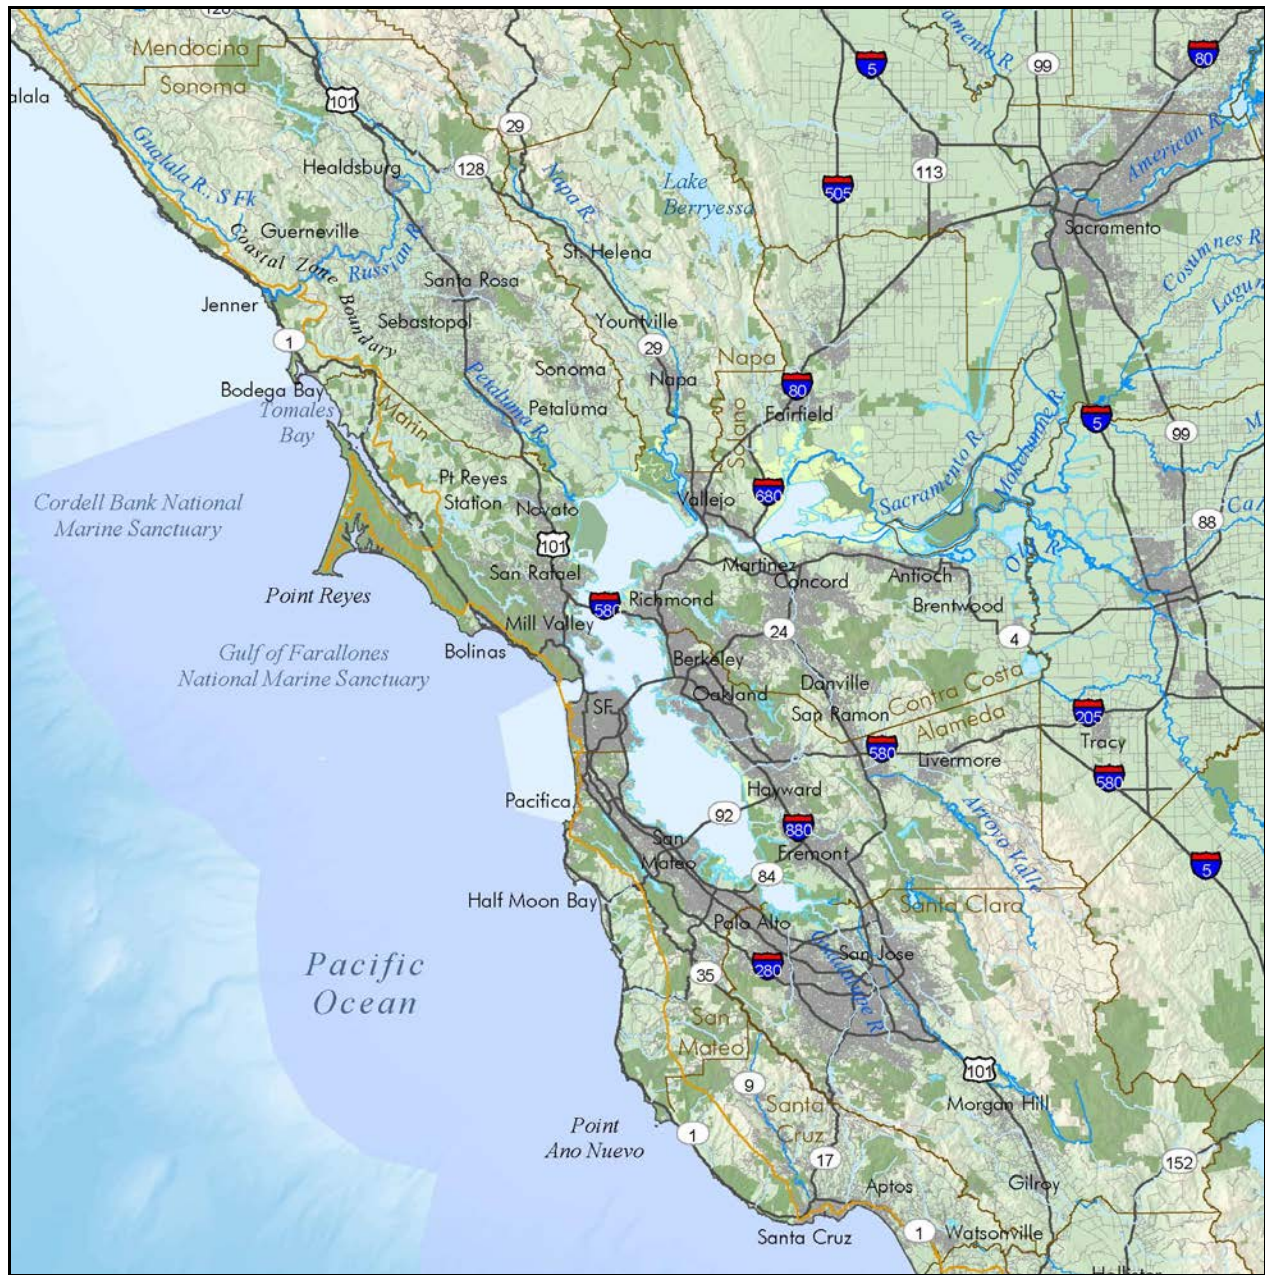 128
Mendocino
Sonoma
alala
101
5
99
80
American R.
29
128
Healdsburg
Gualala R., S Fk
Napa R.
Lake
Berryessa
505
113
Sacramento
Guerneville
Coastal Zone Boundary
Russian R.
St. Helena
Cosumnes R.
Santa Rosa
Jenner
Sebastopol
Yountville
1
29
Napa
Sonoma
Napa
80
Bodega Bay
Tomales
Bay
Marin
Petaluma R.
Petaluma
Solano
Fairfield
5
99
Mokelumne R.
Sacramento R.
Pt Reyes
Station
Vallejo
680
Cordell Bank National
Marine Sanctuary
Novato
88
101
Old R.
Martinez
San Rafael
Concord
Antioch
Point Reyes
580
Richmond
Brentwood
Mill Valley
24
4
Bolinas
Gulf of Farallones
National Marine Sanctuary
Berkeley
Oakland
Danville
Contra Costa
SF
San Ramon
Alameda
205
Tracy
580
Livermore
580
Pacifica
Hayward
92
880
Arroyo Valle
San
Mateo
Fremont
84
5
Half Moon Bay
Santa Clara
Palo Alto
Pacific
Ocean
San Jose
280
35
Guadalupe R.
San
Mateo
9
101
Morgan Hill
Santa
Cruz
Point
Ano Nuevo
1
17
152
Aptos
Gilroy
Santa Cruz
1
Watsonville